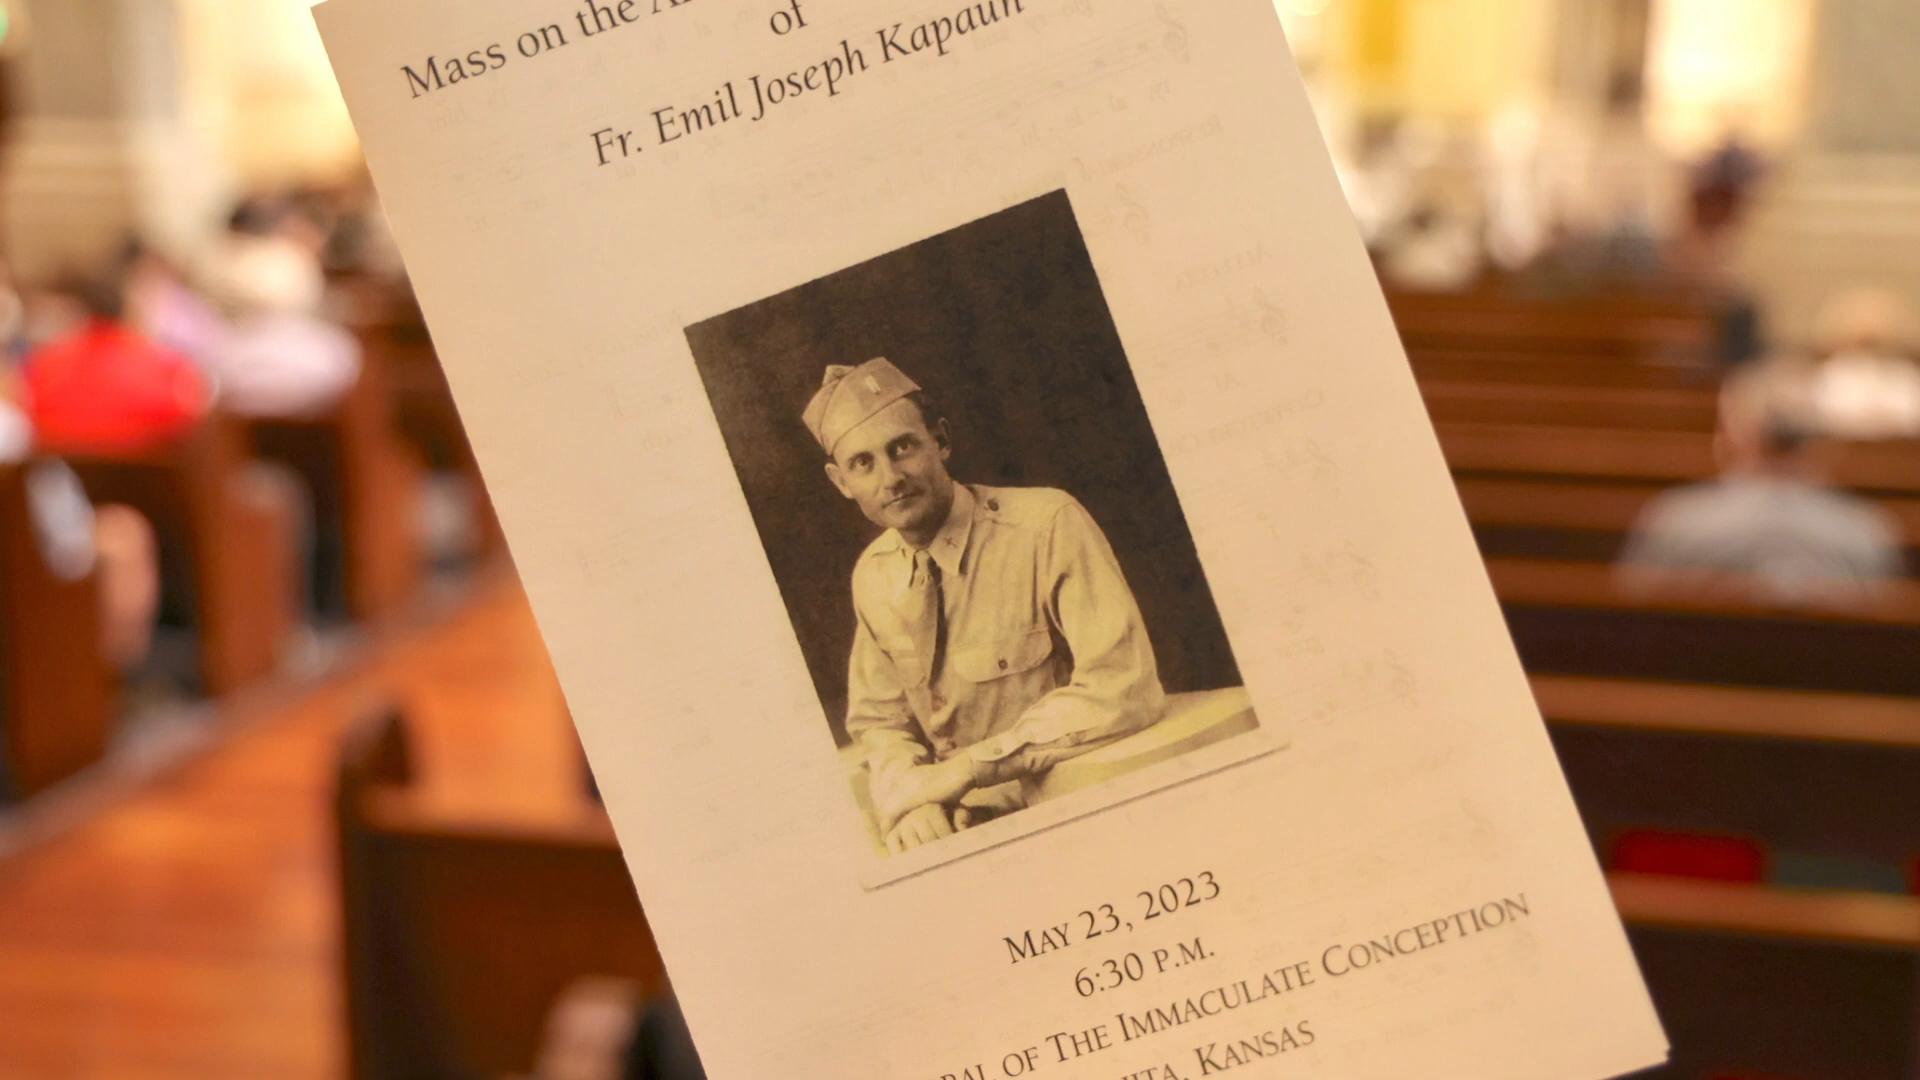 Mass on the
of
Fr. Emil Joseph Kapaun
MAY 23, 2023
6:30 P.M.
OF THE IMMACULATE CONCEPTION
KANSAS